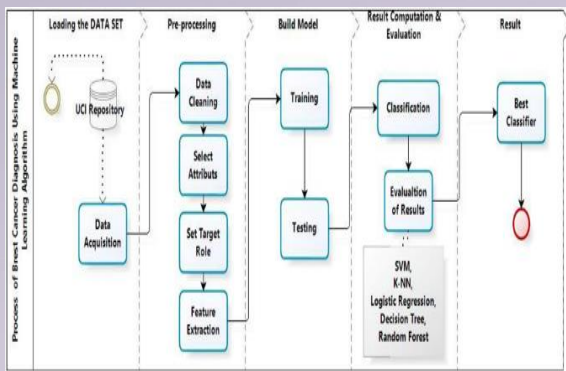 Process of Brest Cancer Diagnosis Using Machine
Learning Algorithm
Loading the DATA SET
UCI Repository
Data
Acquisition
Pre-processing
Data
Cleaning
Select
Attributs
Set Target
Role
Feature
Extraction
Build Model
Training
Testing
Result Computation &
Evaluation
Classification
Evaluation
of Results
SVM,
K-NN,
Logistic Regression,
Decision Tree,
Random Forest
Result
Best
Classifier